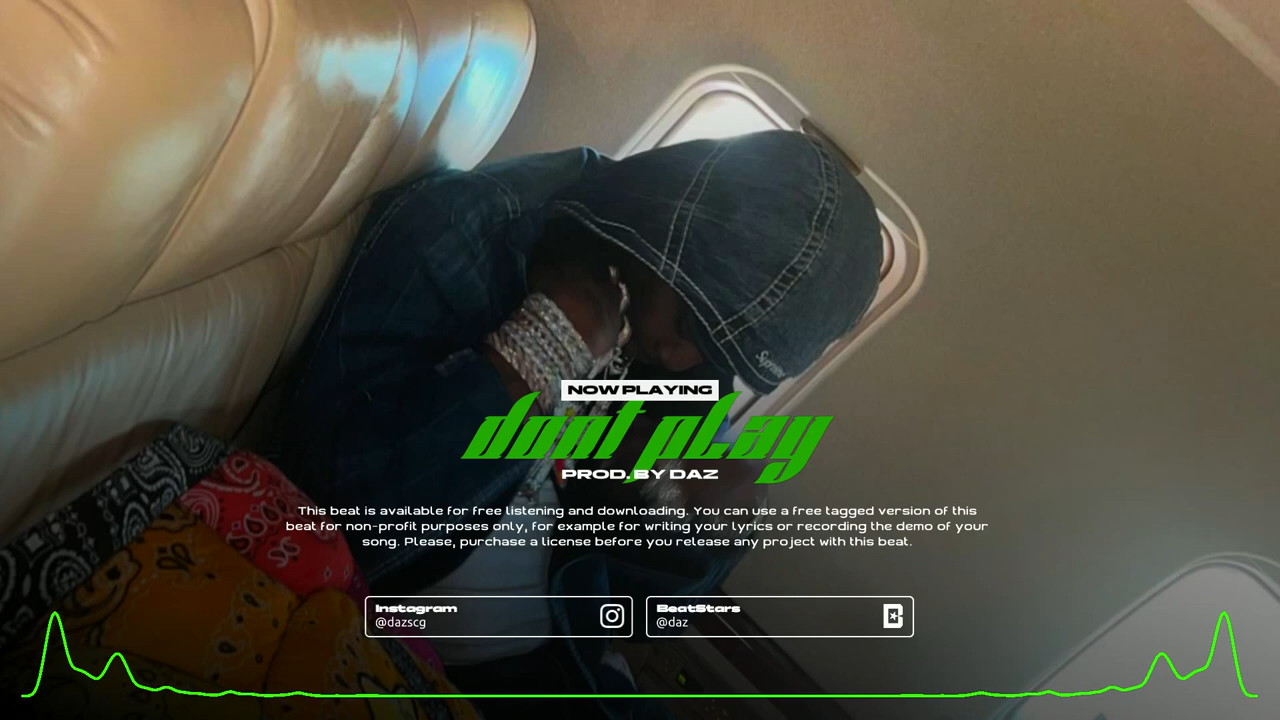 Supreme
NOW PLAYING
dont play
PROD. BY DAZ
This beat is available for free listening and downloading. You can use a free tagged version of this
beat for non-profit purposes only, for example for writing your lyrics or recording the demo of your
song. Please, purchase a license before you release any project with this beat.
Instagram
@dazscg
BeatStars
@daz